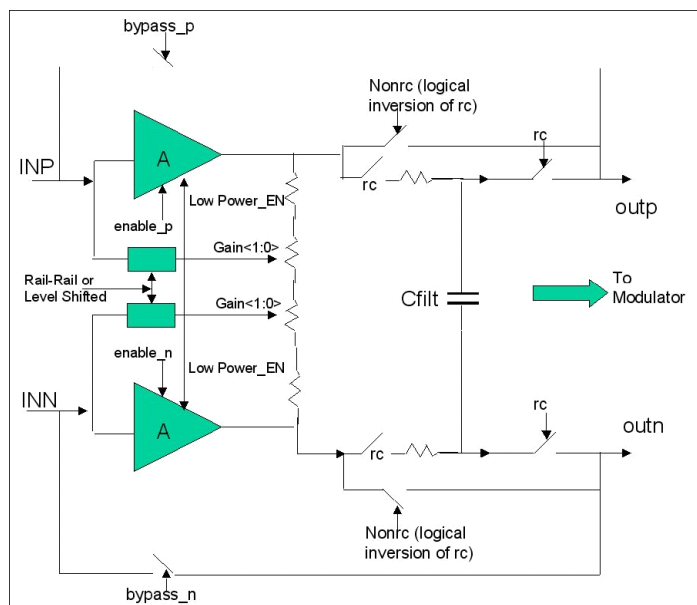 bypass_p
Nonrc (logical
inversion of rc)
rc
A
INP
rc
Low Power_EN
outp
enable_p
Gain<1:0>
Rail-Rail or
Level Shifted
To
Modulator
Cfilt
Gain<1:0>
enable_n
Low Power_EN
INN
rc
outn
A
rc
Nonrc (logical
inversion of rc)
bypass_n